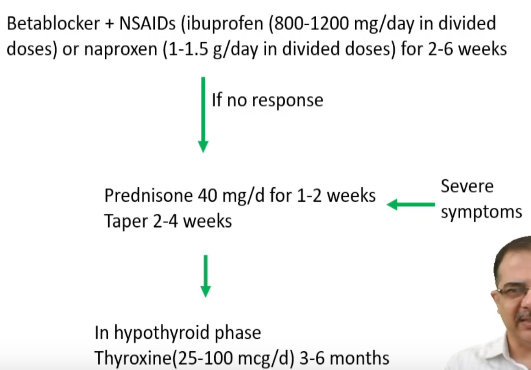 Betablocker + NSAIDs (ibuprofen (800-1200 mg/day in divided
doses) or naproxen (1-1.5 g/day in divided doses) for 2-6 weeks
If no response
Prednisone 40 mg/d for 1-2 weeks
Taper 2-4 weeks
Severe
symptoms
In hypothyroid phase
Thyroxine(25-100 mcg/d) 3-6 months